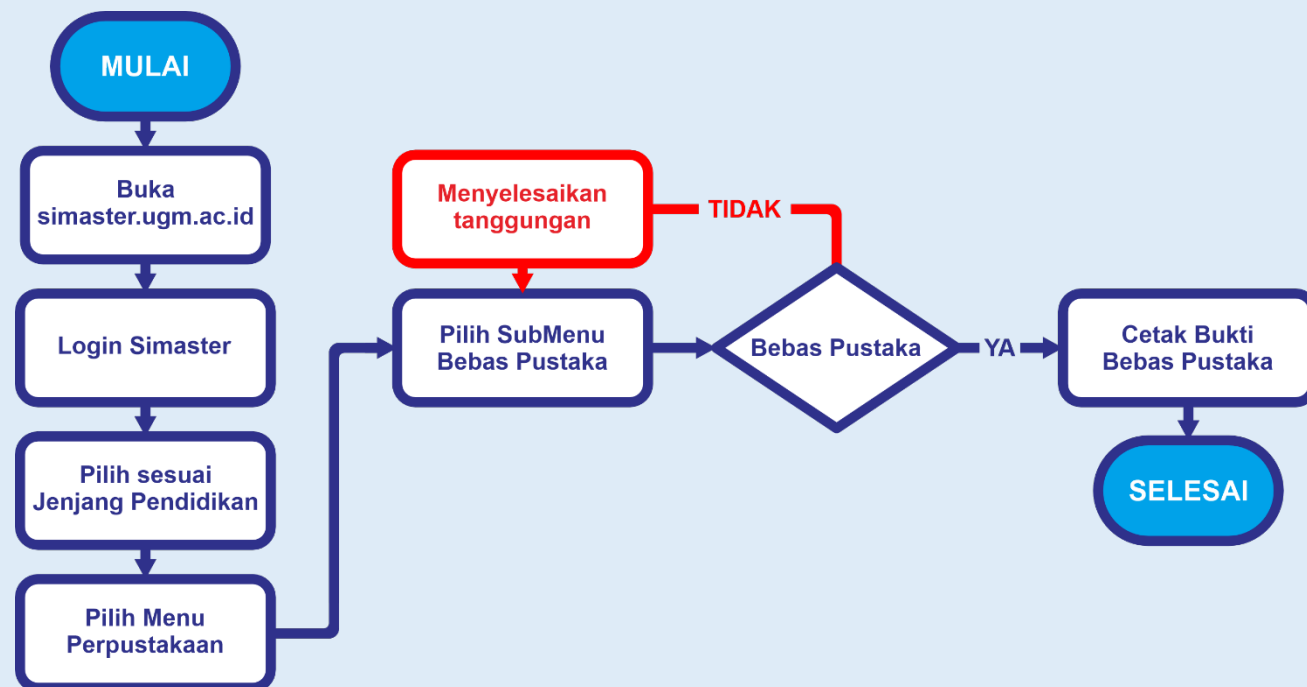 MULAI
Buka
simaster.ugm.ac.id
Login Simaster
Pilih sesuai
Jenjang Pendidikan
Pilih Menu
Perpustakaan
Menyelesaikan
tanggungan
TIDAK
Pilih SubMenu
Bebas Pustaka
Bebas Pustaka
YA
Cetak Bukti
Bebas Pustaka
SELESAI